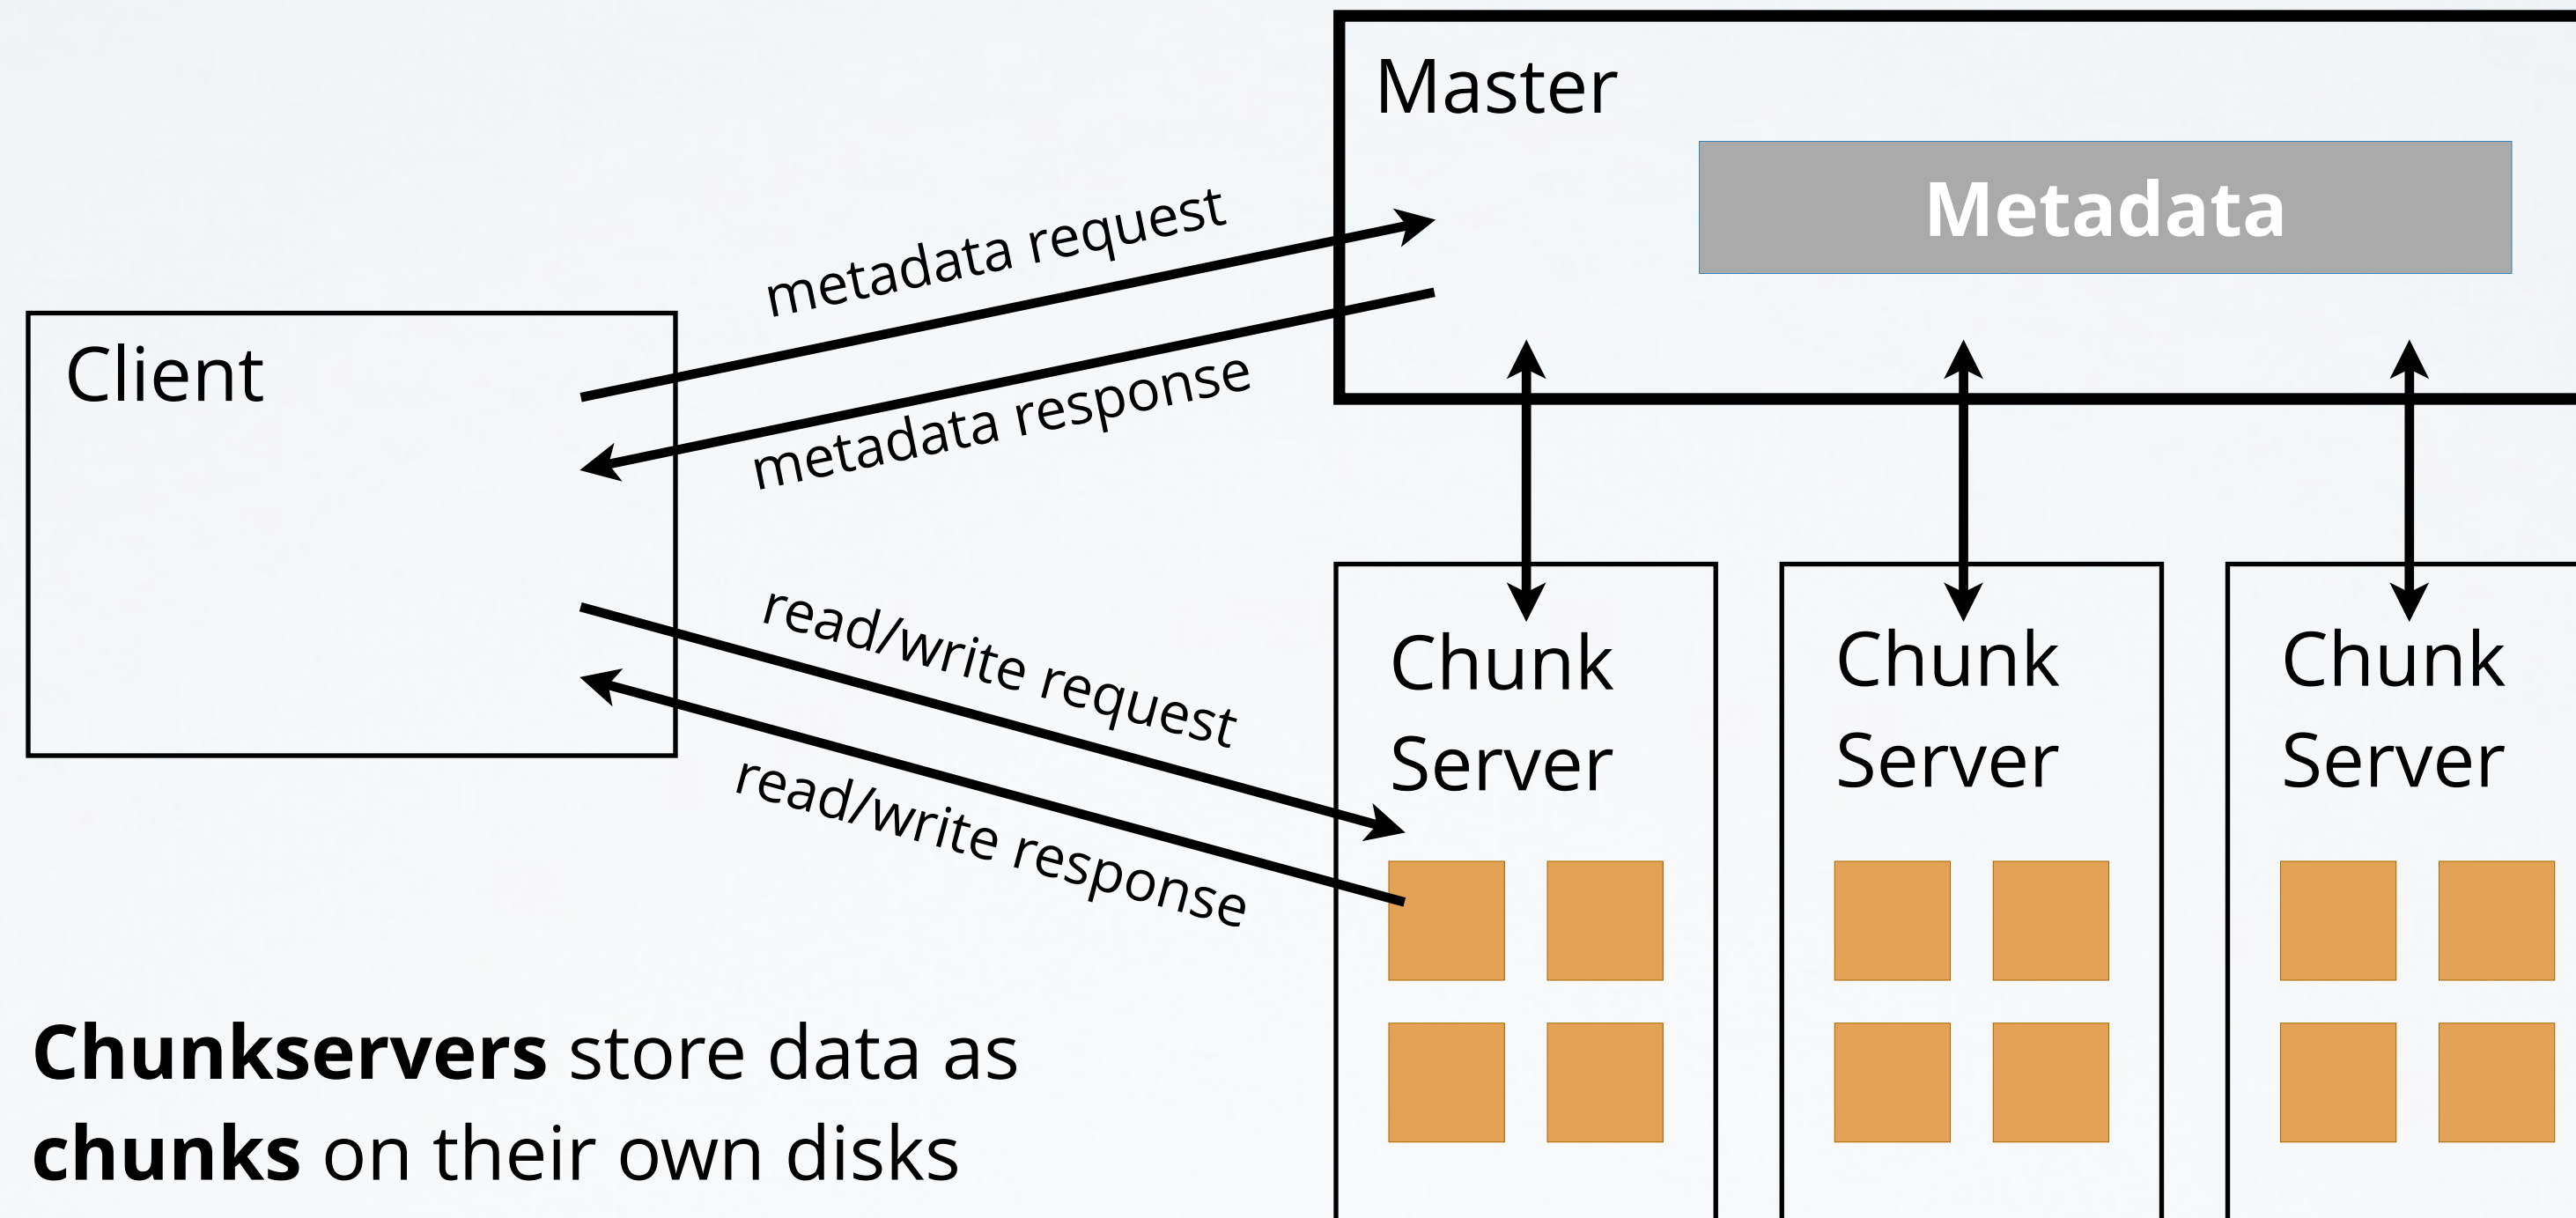 Master
Metadata
metadata request
metadata response
Client
read/write request
read/write response
Chunk
Server
Chunk
Server
Chunk
Server
Chunkservers store data as
chunks on their own disks